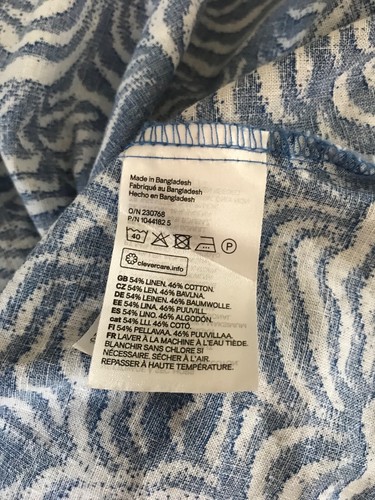 Made in Bangladesh
Fabriqué au Bangladesh
Hecho en Bangladesh
O/N 230768
P/N 1044182 5
40
P
clevercare.info
GB 54% LINEN. 46% COTTON.
CZ 54% LEN. 46% BAVLNA.
DE 54% LEINEN. 46% BAUMWOLLE.
EE 54% LINA. 46% PUUVILL.
ES 54% LINO. 46% ALGODÓN.
cat 54% LLI. 46% COTÓ.
FI 54% PELLAVAA. 46% PUUVILLAA.
FR LAVER À LA MACHINE À L'EAU TIÈDE.
BLANCHIR SANS CHLORE SI
NÉCESSAIRE. SÉCHER À L'AIR.
REPASSER À HAUTE TEMPÉRATURE.